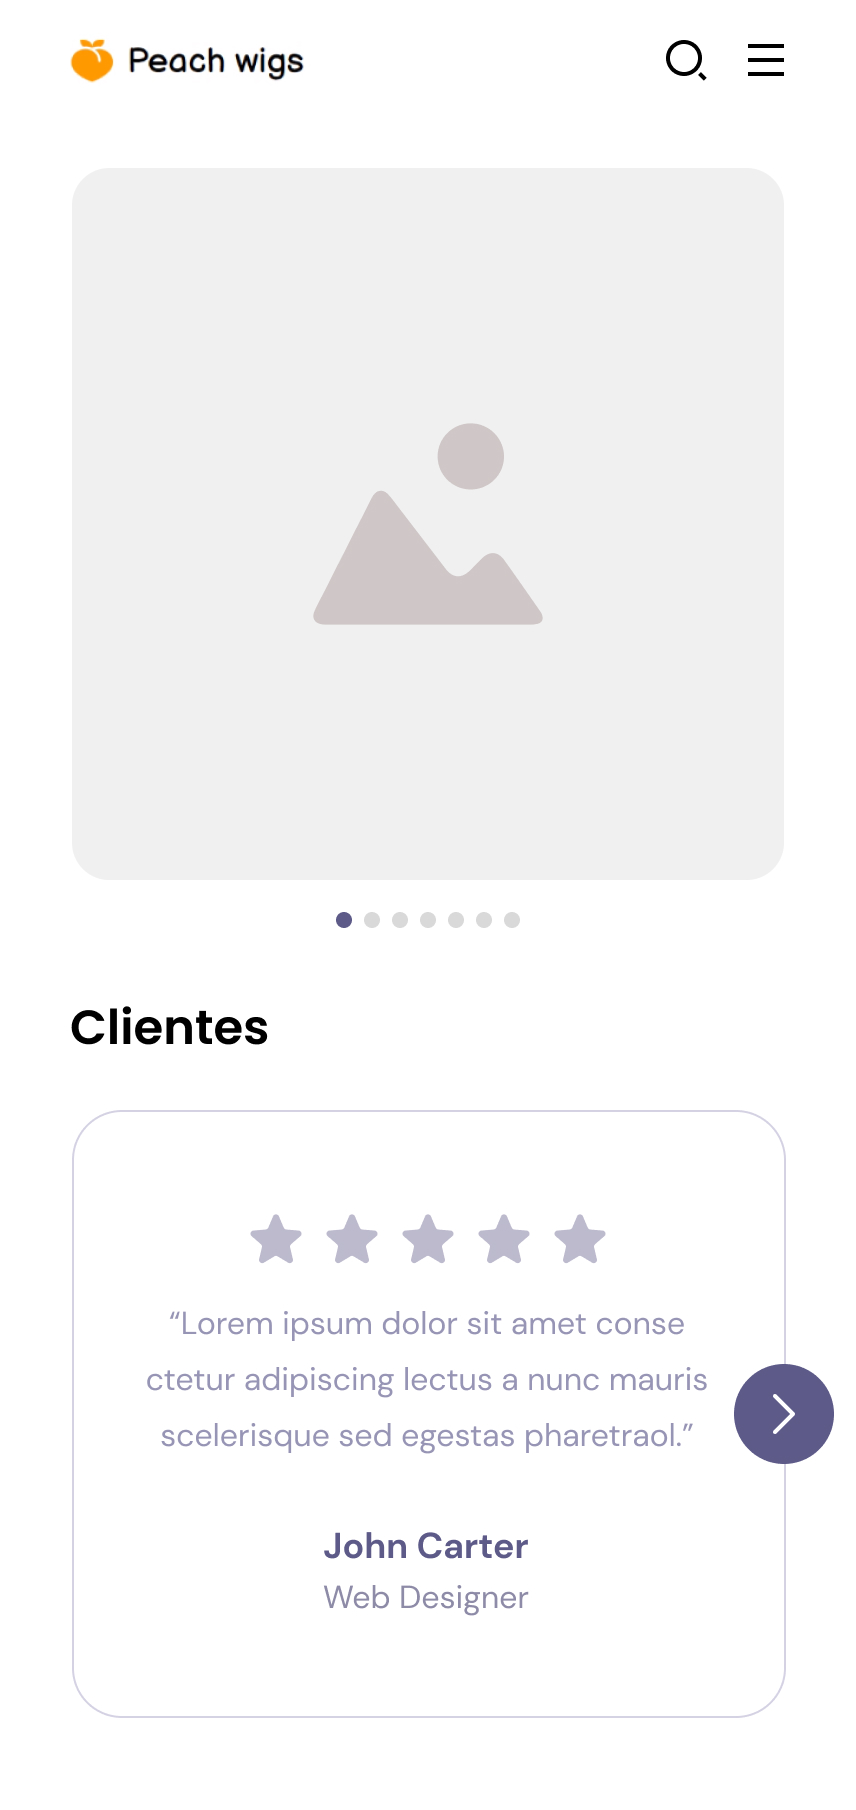 Peach wigs
Clientes
“Lorem ipsum dolor sit amet conse
ctetur adipiscing lectus a nunc mauris
scelerisque sed egestas pharetraol.”
John Carter
Web Designer